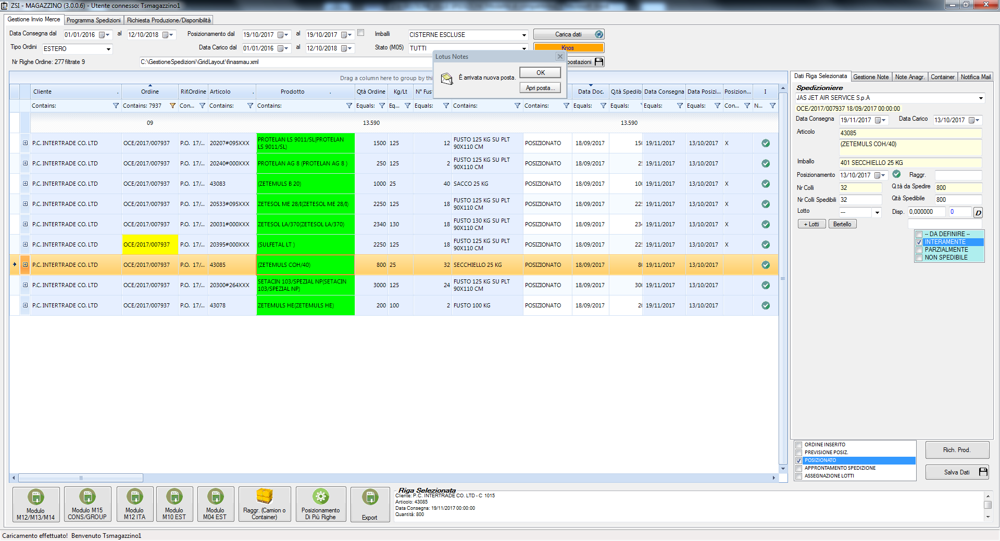 ZSI - MAGAZZINO (3.0.0.6) - Utente connesso: Tsmagazzino1
Gestione Invio Merce Programma Spedizioni Richiesta Produzione/Disponibilità
Data Consegna dal 01/01/2016 al 12/10/2018 Posizionamento dal 19/10/2017 al 19/10/2017 Imballi CISTERNE ESCLUSE Carica dati
Tipo Ordini ESTERO Data Carico dal 01/01/2016 al 12/10/2018 Stato (M05) TUTTI Knos
Nr Righe Ordine: 277 filtrate 9 C:\GestioneSpedizioni\GridLayout\finasmau.xml postazioni
Lotus Notes
È arrivata nuova posta.
OK
Apri posta...
Drag a column here to group by thi
Cliente Ordine Rif.Ordine Articolo Prodotto Qtà Ordine Kg/Lt N° Fus Data Doc. Q.tà Spedib Data Consegna Data Posizi... Posizion... I
Contains: Contains: 7937 Con... Contains: Contains: Equals: Eq... Equals: Contains: Contains: Equals: Equals: Equals: Equals: Con... N...
09 13.590 13.590
P.C. INTERTRADE CO. LTD OCE/2017/007937 P.O. 17/... 20207#095XXX PROTELAN LS 9011/SL(PROTELAN LS 9011/SL) 1500 125 12 FUSTO 125 KG SU PLT 90X110 CM POSIZIONATO 18/09/2017 150 19/11/2017 13/10/2017 X
P.C. INTERTRADE CO. LTD OCE/2017/007937 P.O. 17/... 20240#000XXX PROTELAN AG 8 (PROTELAN AG 8 ) 250 125 2 FUSTO 125 KG SU PLT 90X110 CM POSIZIONATO 18/09/2017 25 19/11/2017 13/10/2017
P.C. INTERTRADE CO. LTD OCE/2017/007937 P.O. 17/... 43083 (ZETEMULS B 20) 1000 25 40 SACCO 25 KG POSIZIONATO 18/09/2017 100 19/11/2017 13/10/2017 X
P.C. INTERTRADE CO. LTD OCE/2017/007937 P.O. 17/... 20533#095XXX ZETESOL ME 28/I(ZETESOL ME 28/I) 2250 125 18 FUSTO 125 KG SU PLT 90X110 CM POSIZIONATO 18/09/2017 225 19/11/2017 13/10/2017 X
P.C. INTERTRADE CO. LTD OCE/2017/007937 P.O. 17/... 20031#000XXX ZETESOL LA/370(ZETESOL LA/370) 2340 130 18 FUSTO 130 KG SU PLT 90X110 CM POSIZIONATO 18/09/2017 234 19/11/2017 13/10/2017 X
P.C. INTERTRADE CO. LTD OCE/2017/007937 P.O. 17/... 20395#000XXX (SULFETAL LT ) 2250 125 18 FUSTO 125 KG SU PLT 90X110 CM POSIZIONATO 18/09/2017 225 19/11/2017 13/10/2017 X
P.C. INTERTRADE CO. LTD OCE/2017/007937 P.O. 17/... 43085 (ZETEMULS COH/40) 800 25 32 SECCHIELLO 25 KG POSIZIONATO 18/09/2017 80 19/11/2017 13/10/2017
P.C. INTERTRADE CO. LTD OCE/2017/007937 P.O. 17/... 20300#264XXX SETACIN 103/SPEZIAL NP(SETACIN 103/SPEZIAL NP) 3000 125 24 FUSTO 125 KG SU PLT 90X110 CM POSIZIONATO 18/09/2017 300 19/11/2017 13/10/2017
P.C. INTERTRADE CO. LTD OCE/2017/007937 P.O. 17/... 43078 ZETEMULS HE(ZETEMULS HE) 200 100 2 FUSTO 100 KG POSIZIONATO 18/09/2017 20 19/11/2017 13/10/2017
Dati Riga Selezionata Gestione Note Note Anagr. Container Notifica Mail
Spedizioniere
JAS JET AIR SERVICE S.p.A
OCE/2017/007937 18/09/2017 00:00:00
Data Consegna 19/11/2017 Data Carico 13/10/2017
Articolo 43085
(ZETEMULS COH/40)
Imballo 401 SECCHIELLO 25 KG
Posizionamento 13/10/2017 Raggr.
Nr Colli 32 Q.tà da Spedire 800
Nr Colli Spedibili 32 Qtà Spedibile 800
Lotto --- Disp. 0,000000 0 D
+ Lotti Bertello
-- DA DEFINIRE --
INTERAMENTE
PARZIALMENTE
NON SPEDIBILE
ORDINE INSERITO
PREVISIONE POSIZ.
POSIZIONATO
APPRONTAMENTO SPEDIZIONE
ASSEGNAZIONE LOTTI
Rich. Prod.
Salva Dati
Modulo M12/M13/M14
Modulo M15 CONS/GROUP
Modulo M12 ITA
Modulo M10 EST
Modulo M04 EST
Raggr. (Camion o Container)
Posizionamento Di Più Righe
Export
Riga Selezionata
Cliente: P.C. INTERTRADE CO. LTD - C 1015
Articolo: 43085
Data Consegna: 19/11/2017 00:00:00
Quantità: 800
Caricamento effettuato! Benvenuto Tsmagazzino1